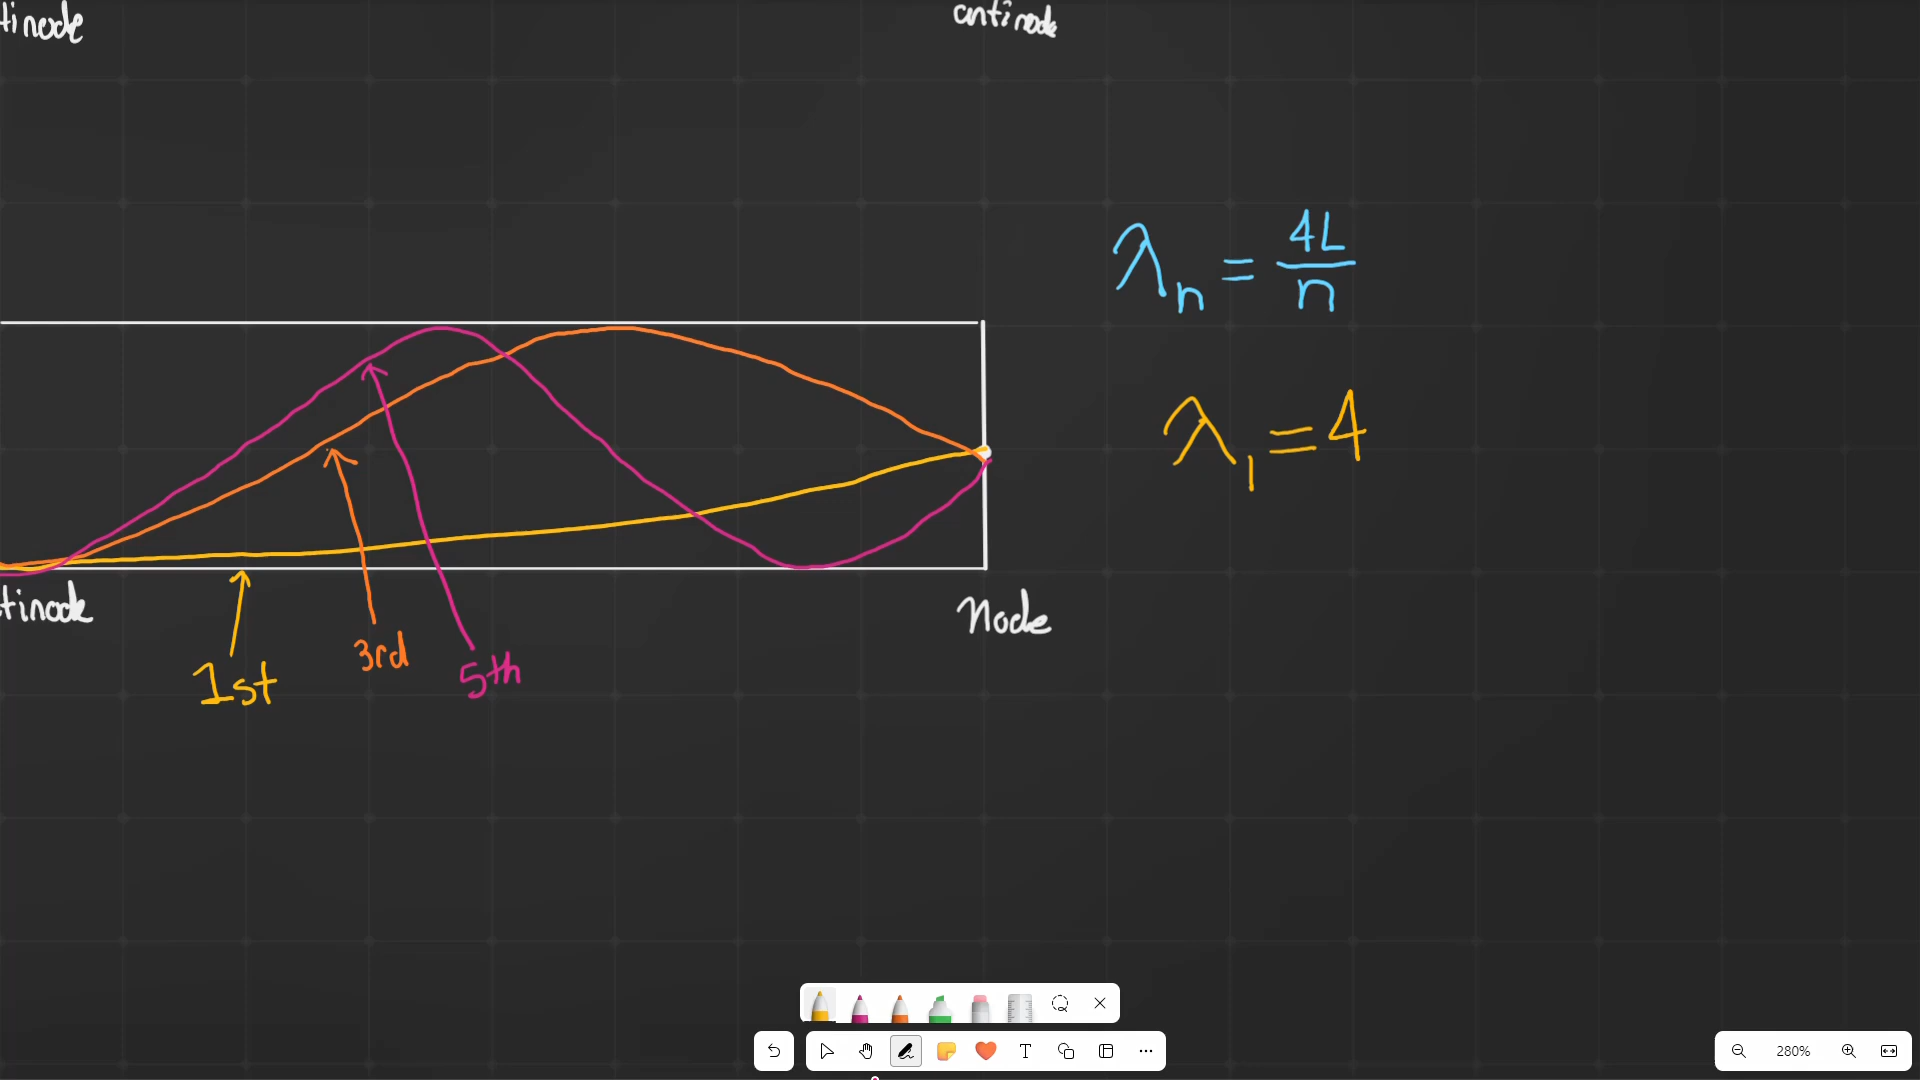 tinode
antinode
λn = 4L/n
λ1 = 4
tinode
Node
1st
3rd
5th
T
280%